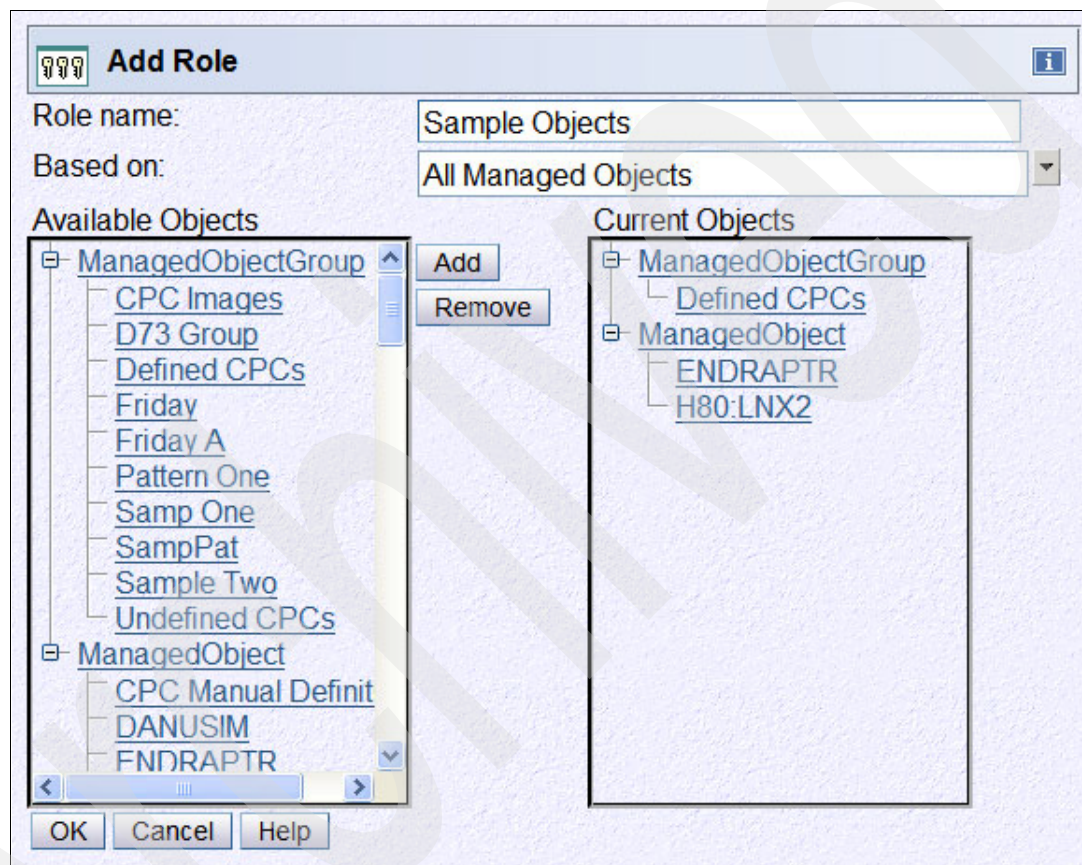 Add Role
Role name:
Sample Objects
Based on:
All Managed Objects
Available Objects
ManagedObjectGroup
CPC Images
D73 Group
Defined CPCs
Friday
Friday A
Pattern One
Samp One
SampPat
Sample Two
Undefined CPCs
ManagedObject
CPC Manual Definit
DANUSIM
ENDRAPTR
Add
Remove
Current Objects
ManagedObjectGroup
Defined CPCs
ManagedObject
ENDRAPTR
H80:LNX2
OK Cancel Help